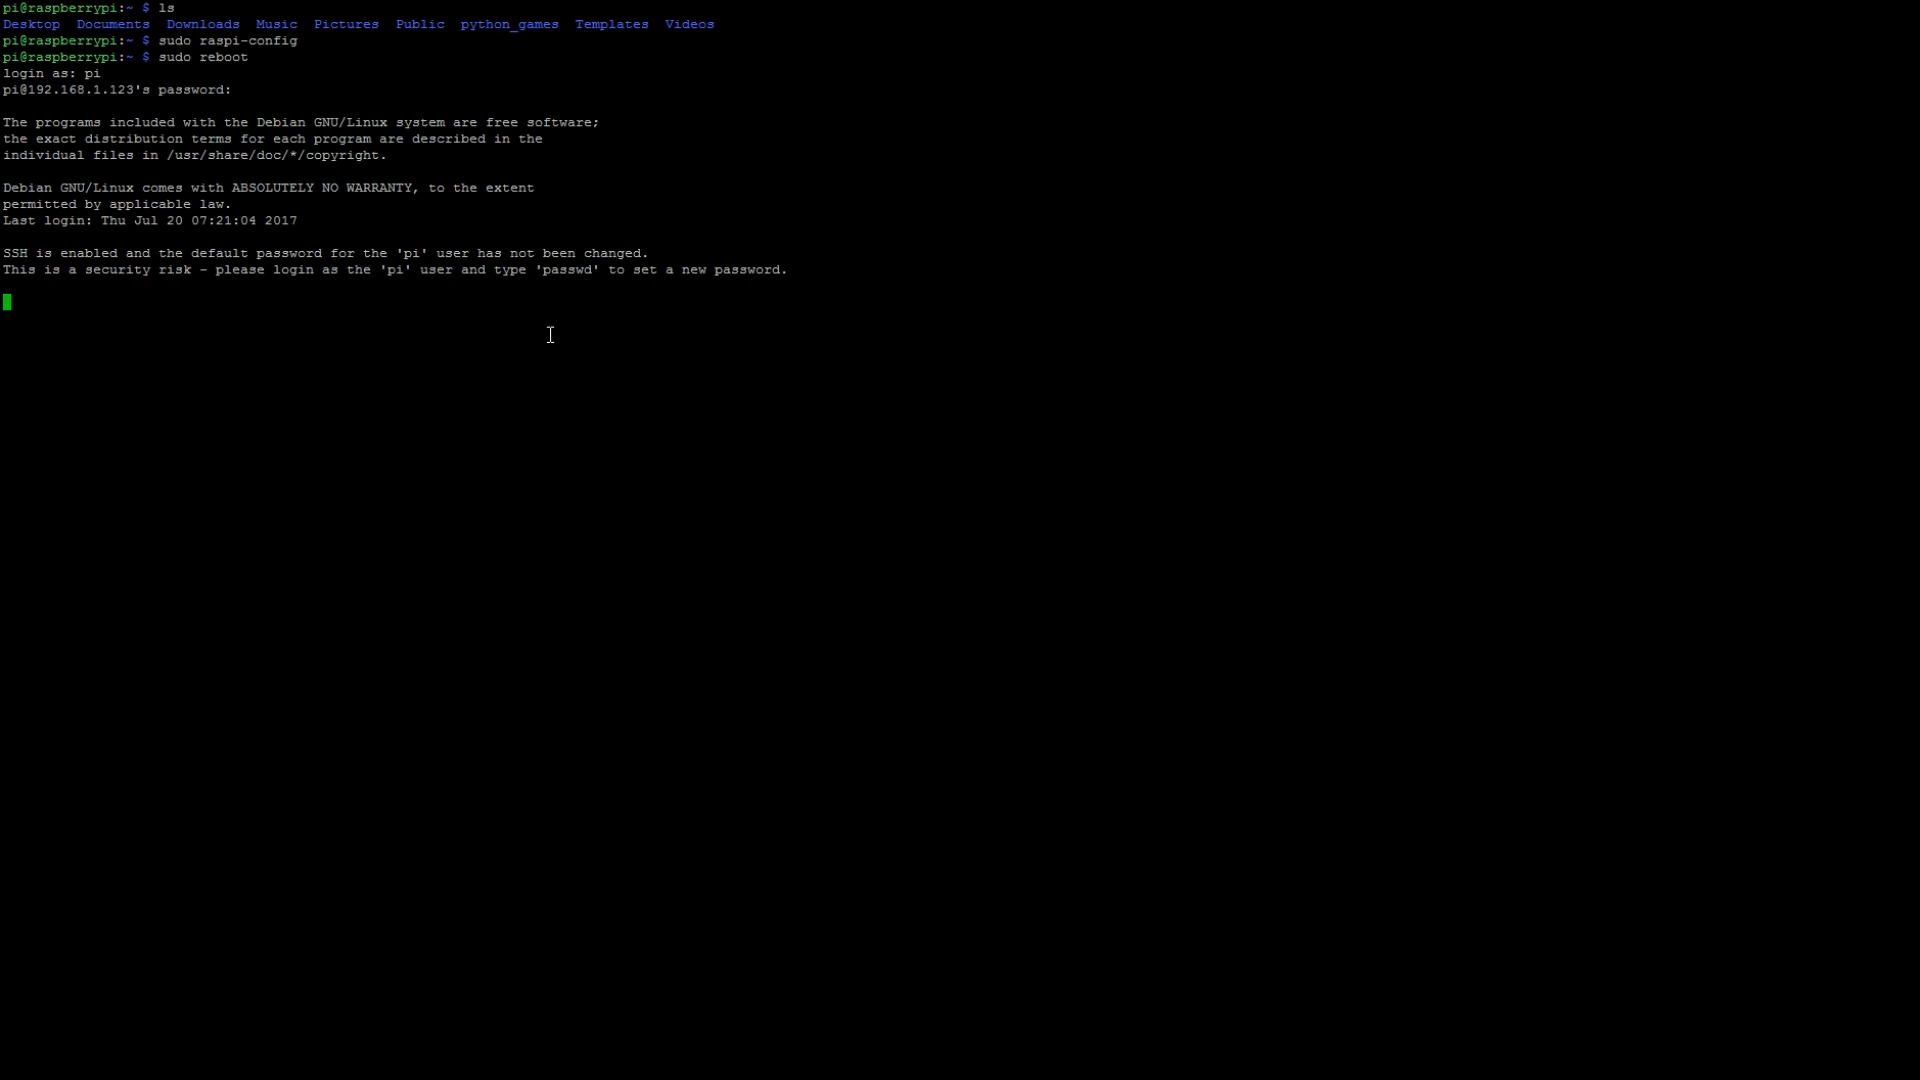 pi@raspberrypi:~ $ ls
Desktop  Documents  Downloads  Music  Pictures  Public  python_games  Templates  Videos
pi@raspberrypi:~ $ sudo raspi-config
pi@raspberrypi:~ $ sudo reboot
login as: pi
pi@192.168.1.123's password:
The programs included with the Debian GNU/Linux system are free software;
the exact distribution terms for each program are described in the
individual files in /usr/share/doc/*/copyright.
Debian GNU/Linux comes with ABSOLUTELY NO WARRANTY, to the extent
permitted by applicable law.
Last login: Thu Jul 20 07:21:04 2017
SSH is enabled and the default password for the 'pi' user has not been changed.
This is a security risk - please login as the 'pi' user and type 'passwd' to set a new password.